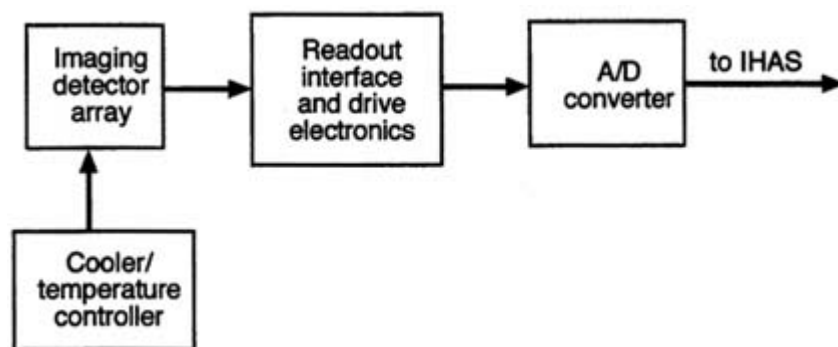 Imaging
detector
array
Readout
interface
and drive
electronics
A/D
converter
to IHAS
Cooler/
temperature
controller